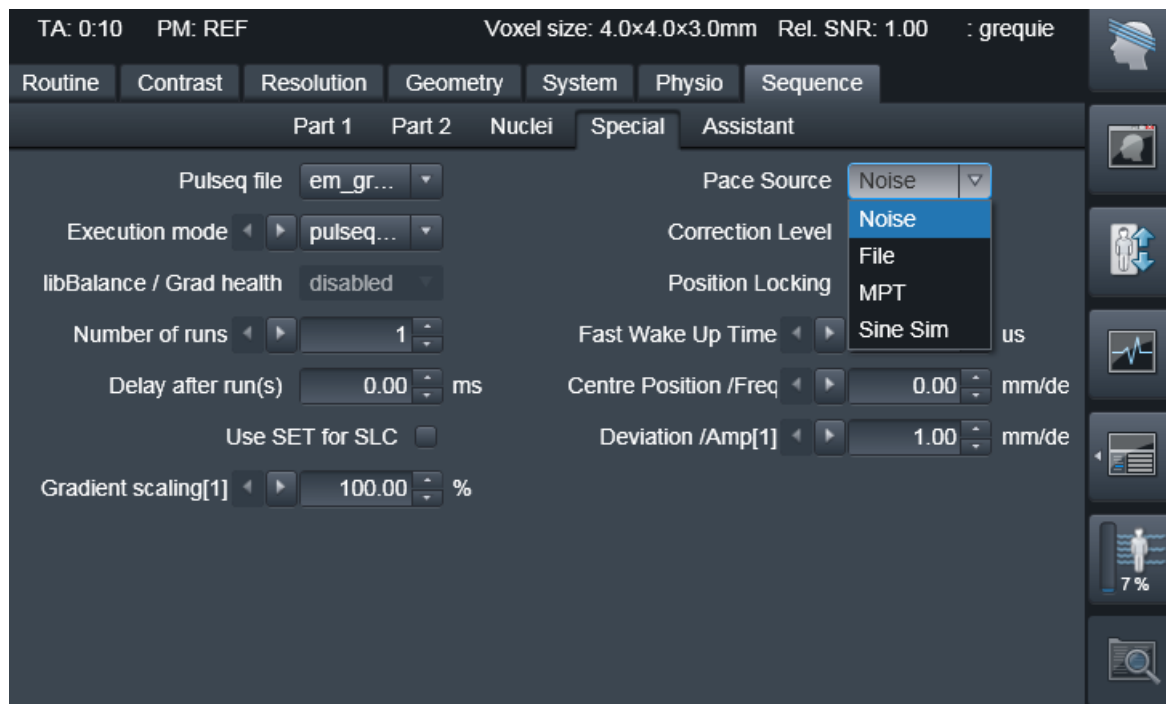 TA: 0:10 PM: REF Voxel size: 4.0×4.0×3.0mm Rel. SNR: 1.00 : grequie
Routine Contrast Resolution Geometry System Physio Sequence
Part 1 Part 2 Nuclei Special Assistant
Pulseq file em_gr... Pace Source Noise
Noise
Execution mode pulseq... Correction Level
File
libBalance / Grad health disabled Position Locking
MPT
Number of runs 1 Fast Wake Up Time Sine Sim us
Delay after run(s) 0.00 ms Centre Position /Freq 0.00 mm/de
Use SET for SLC Deviation /Amp[1] 1.00 mm/de
Gradient scaling[1] 100.00 %
7 %